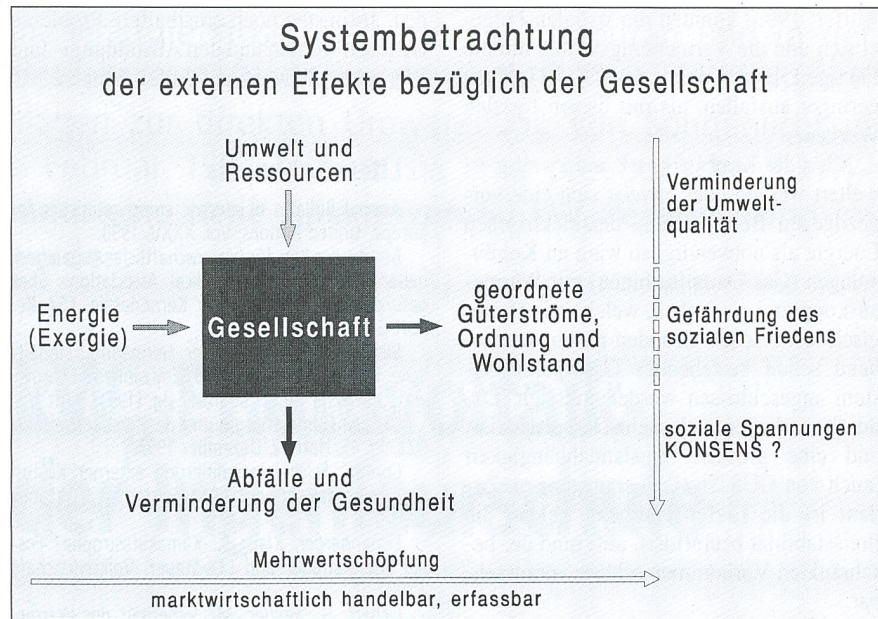 Systembetrachtung
der externen Effekte bezüglich der Gesellschaft
Umwelt und
Ressourcen
Energie
(Exergie)
Gesellschaft
geordnete
Güterströme,
Ordnung und
Wohlstand
Abfälle und
Verminderung der Gesundheit
Verminderung
der Umwelt-
qualität
Gefährdung des
sozialen Friedens
soziale Spannungen
KONSENS ?
Mehrwertschöpfung
marktwirtschaftlich handelbar, erfassbar